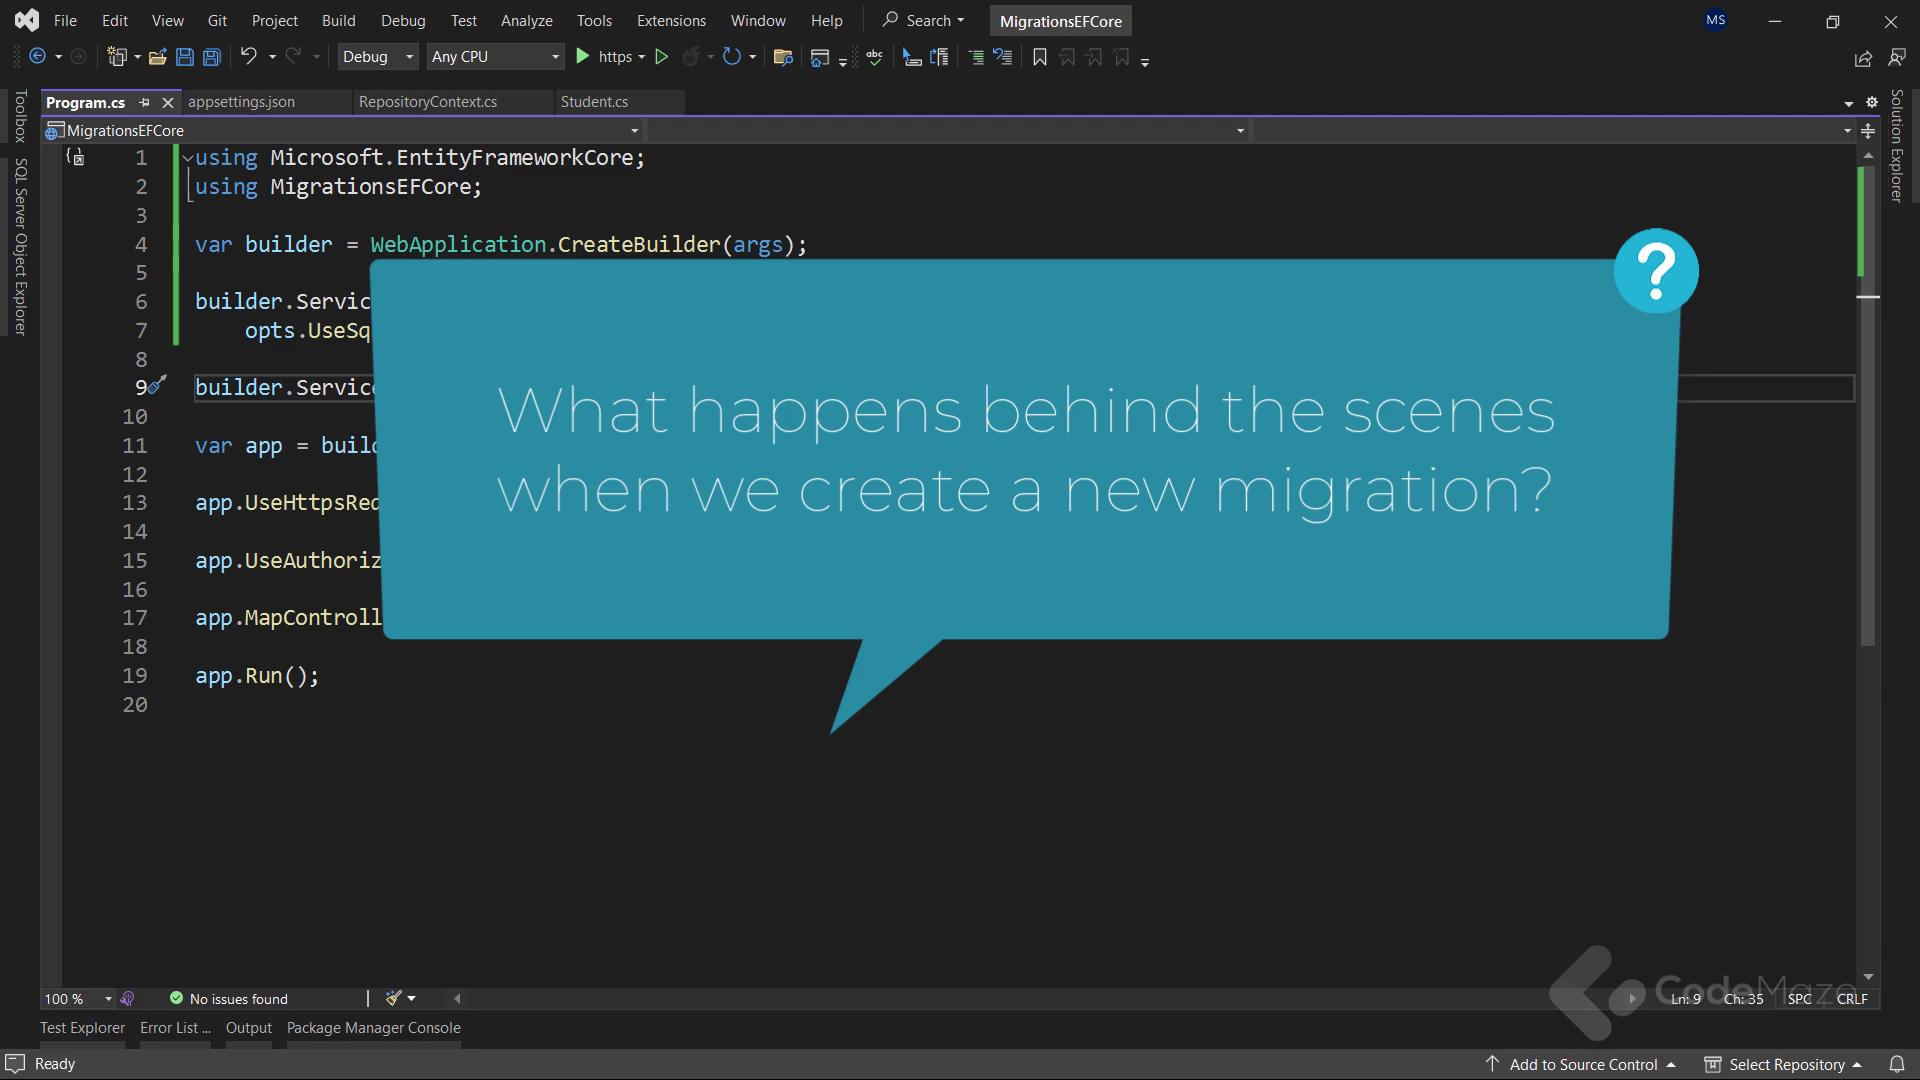 File Edit View Git Project Build Debug Test Analyze Tools Extensions Window Help Search MigrationsEFCore MS
Debug Any CPU https
Toolbox
SQL Server Object Explorer
Solution Explorer
Program.cs appsettings.json RepositoryContext.cs Student.cs
MigrationsEFCore
1 using Microsoft.EntityFrameworkCore;
2 using MigrationsEFCore;
3
4 var builder = WebApplication.CreateBuilder(args);
5
6 builder.Servic
7 opts.UseSq
8
9 builder.Service
10
11 var app = build
12
13 app.UseHttpsRed
14
15 app.UseAuthoriz
16
17 app.MapControll
18
19 app.Run();
20
?
What happens behind the scenes
when we create a new migration?
100 % No issues found Ln: 9 Ch: 35 SPC CRLF
CodeMaze
Test Explorer Error List ... Output Package Manager Console
Ready Add to Source Control Select Repository